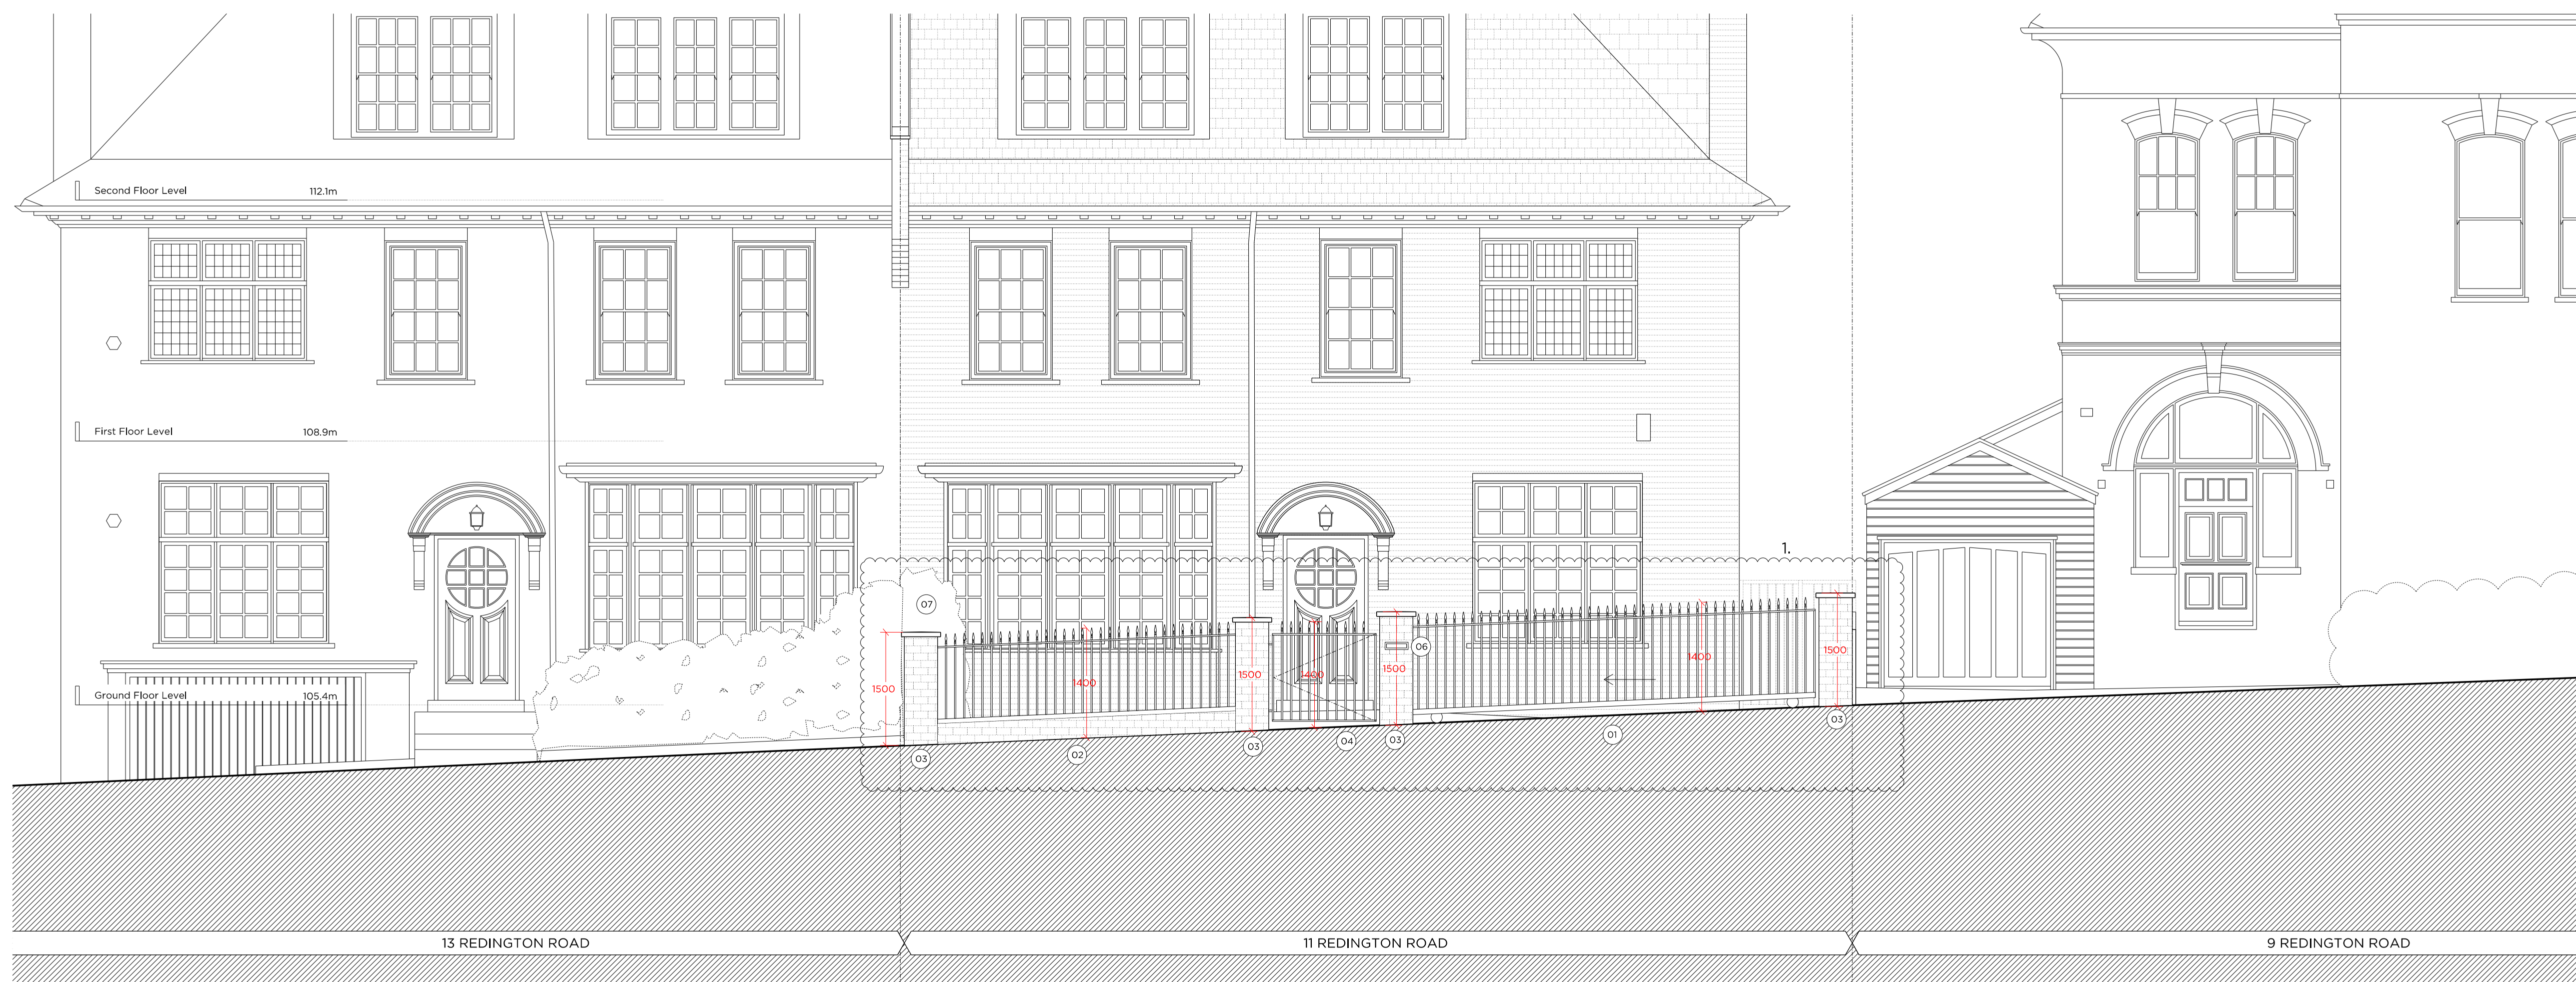 Second Floor Level 112.1m
First Floor Level 108.9m
1.
07
06
1500
1400
1500
1400
1500
1400
1500
Ground Floor Level 105.4m
03
02
03
04
03
01
03
13 REDINGTON ROAD
11 REDINGTON ROAD
9 REDINGTON ROAD